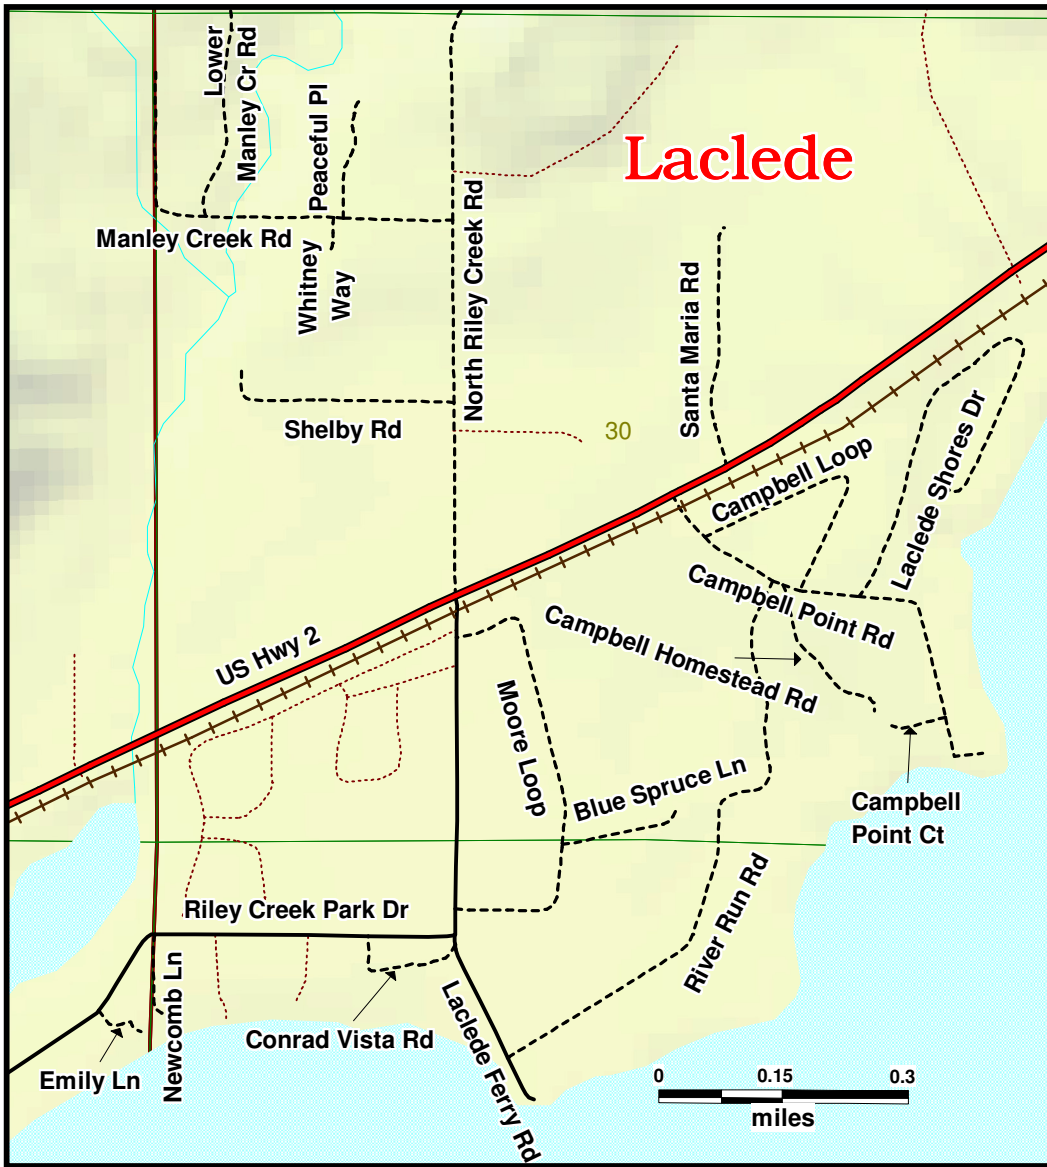 Lower
Manley Cr Rd
Peaceful Pl
Laclede
Manley Creek Rd
Whitney
Way
North Riley Creek Rd
Santa Maria Rd
Shelby Rd
30
Campbell Loop
Laclede Shores Dr
Campbell Point Rd
Campbell Homestead Rd
US Hwy 2
Moore Loop
Blue Spruce Ln
Campbell
Point Ct
River Run Rd
Riley Creek Park Dr
Newcomb Ln
Conrad Vista Rd
Laclede Ferry Rd
Emily Ln
0 0.15 0.3
miles